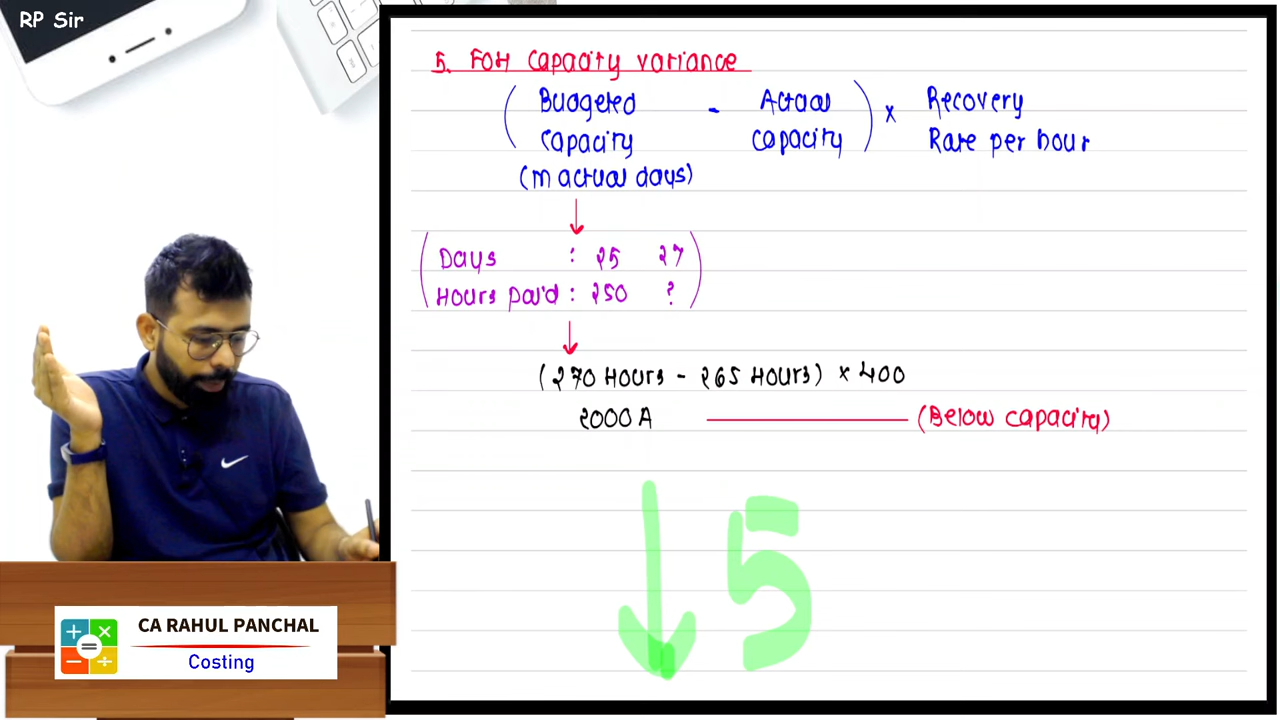 RP Sir
5. FOH Capacity variance
( Budgeted - Actual ) × Recovery
capacity capacity Rate per hour
(in actual days)
↓
( Days : 25 27 )
( Hours paid : 250 ? )
↓
(270 Hours - 265 Hours) × 400
2000 A ——— (Below capacity)
↓ 5
CA RAHUL PANCHAL
Costing